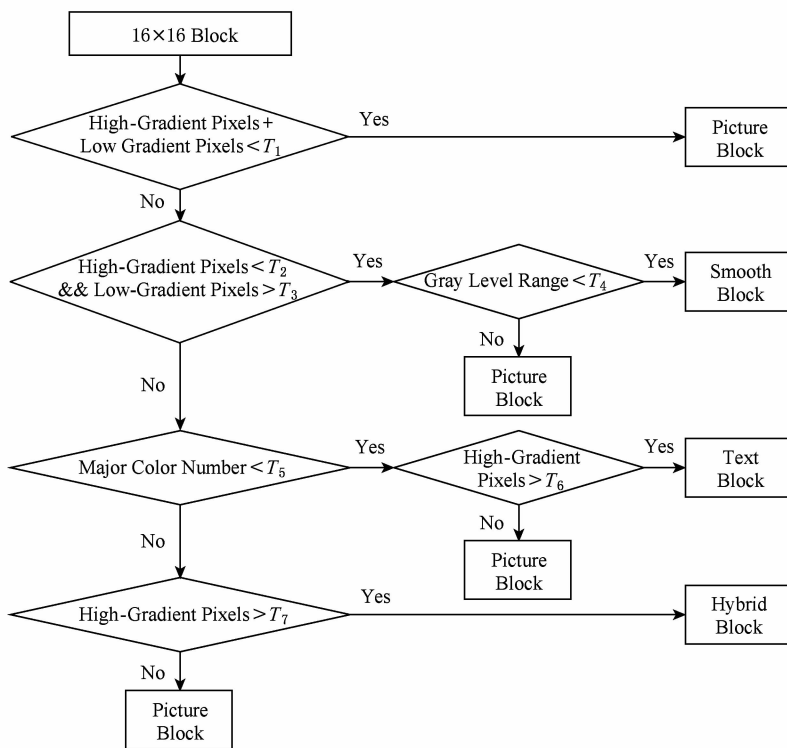 16×16 Block
High-Gradient Pixels+
Low Gradient Pixels<T₁
Yes
Picture
Block
No
High-Gradient Pixels<T₂
&& Low-Gradient Pixels>T₃
Yes
Gray Level Range<T₄
Yes
Smooth
Block
No
Picture
Block
No
Major Color Number<T₅
Yes
High-Gradient
Pixels>T₆
Yes
Text
Block
No
Picture
Block
No
High-Gradient Pixels>T₇
Yes
Hybrid
Block
No
Picture
Block